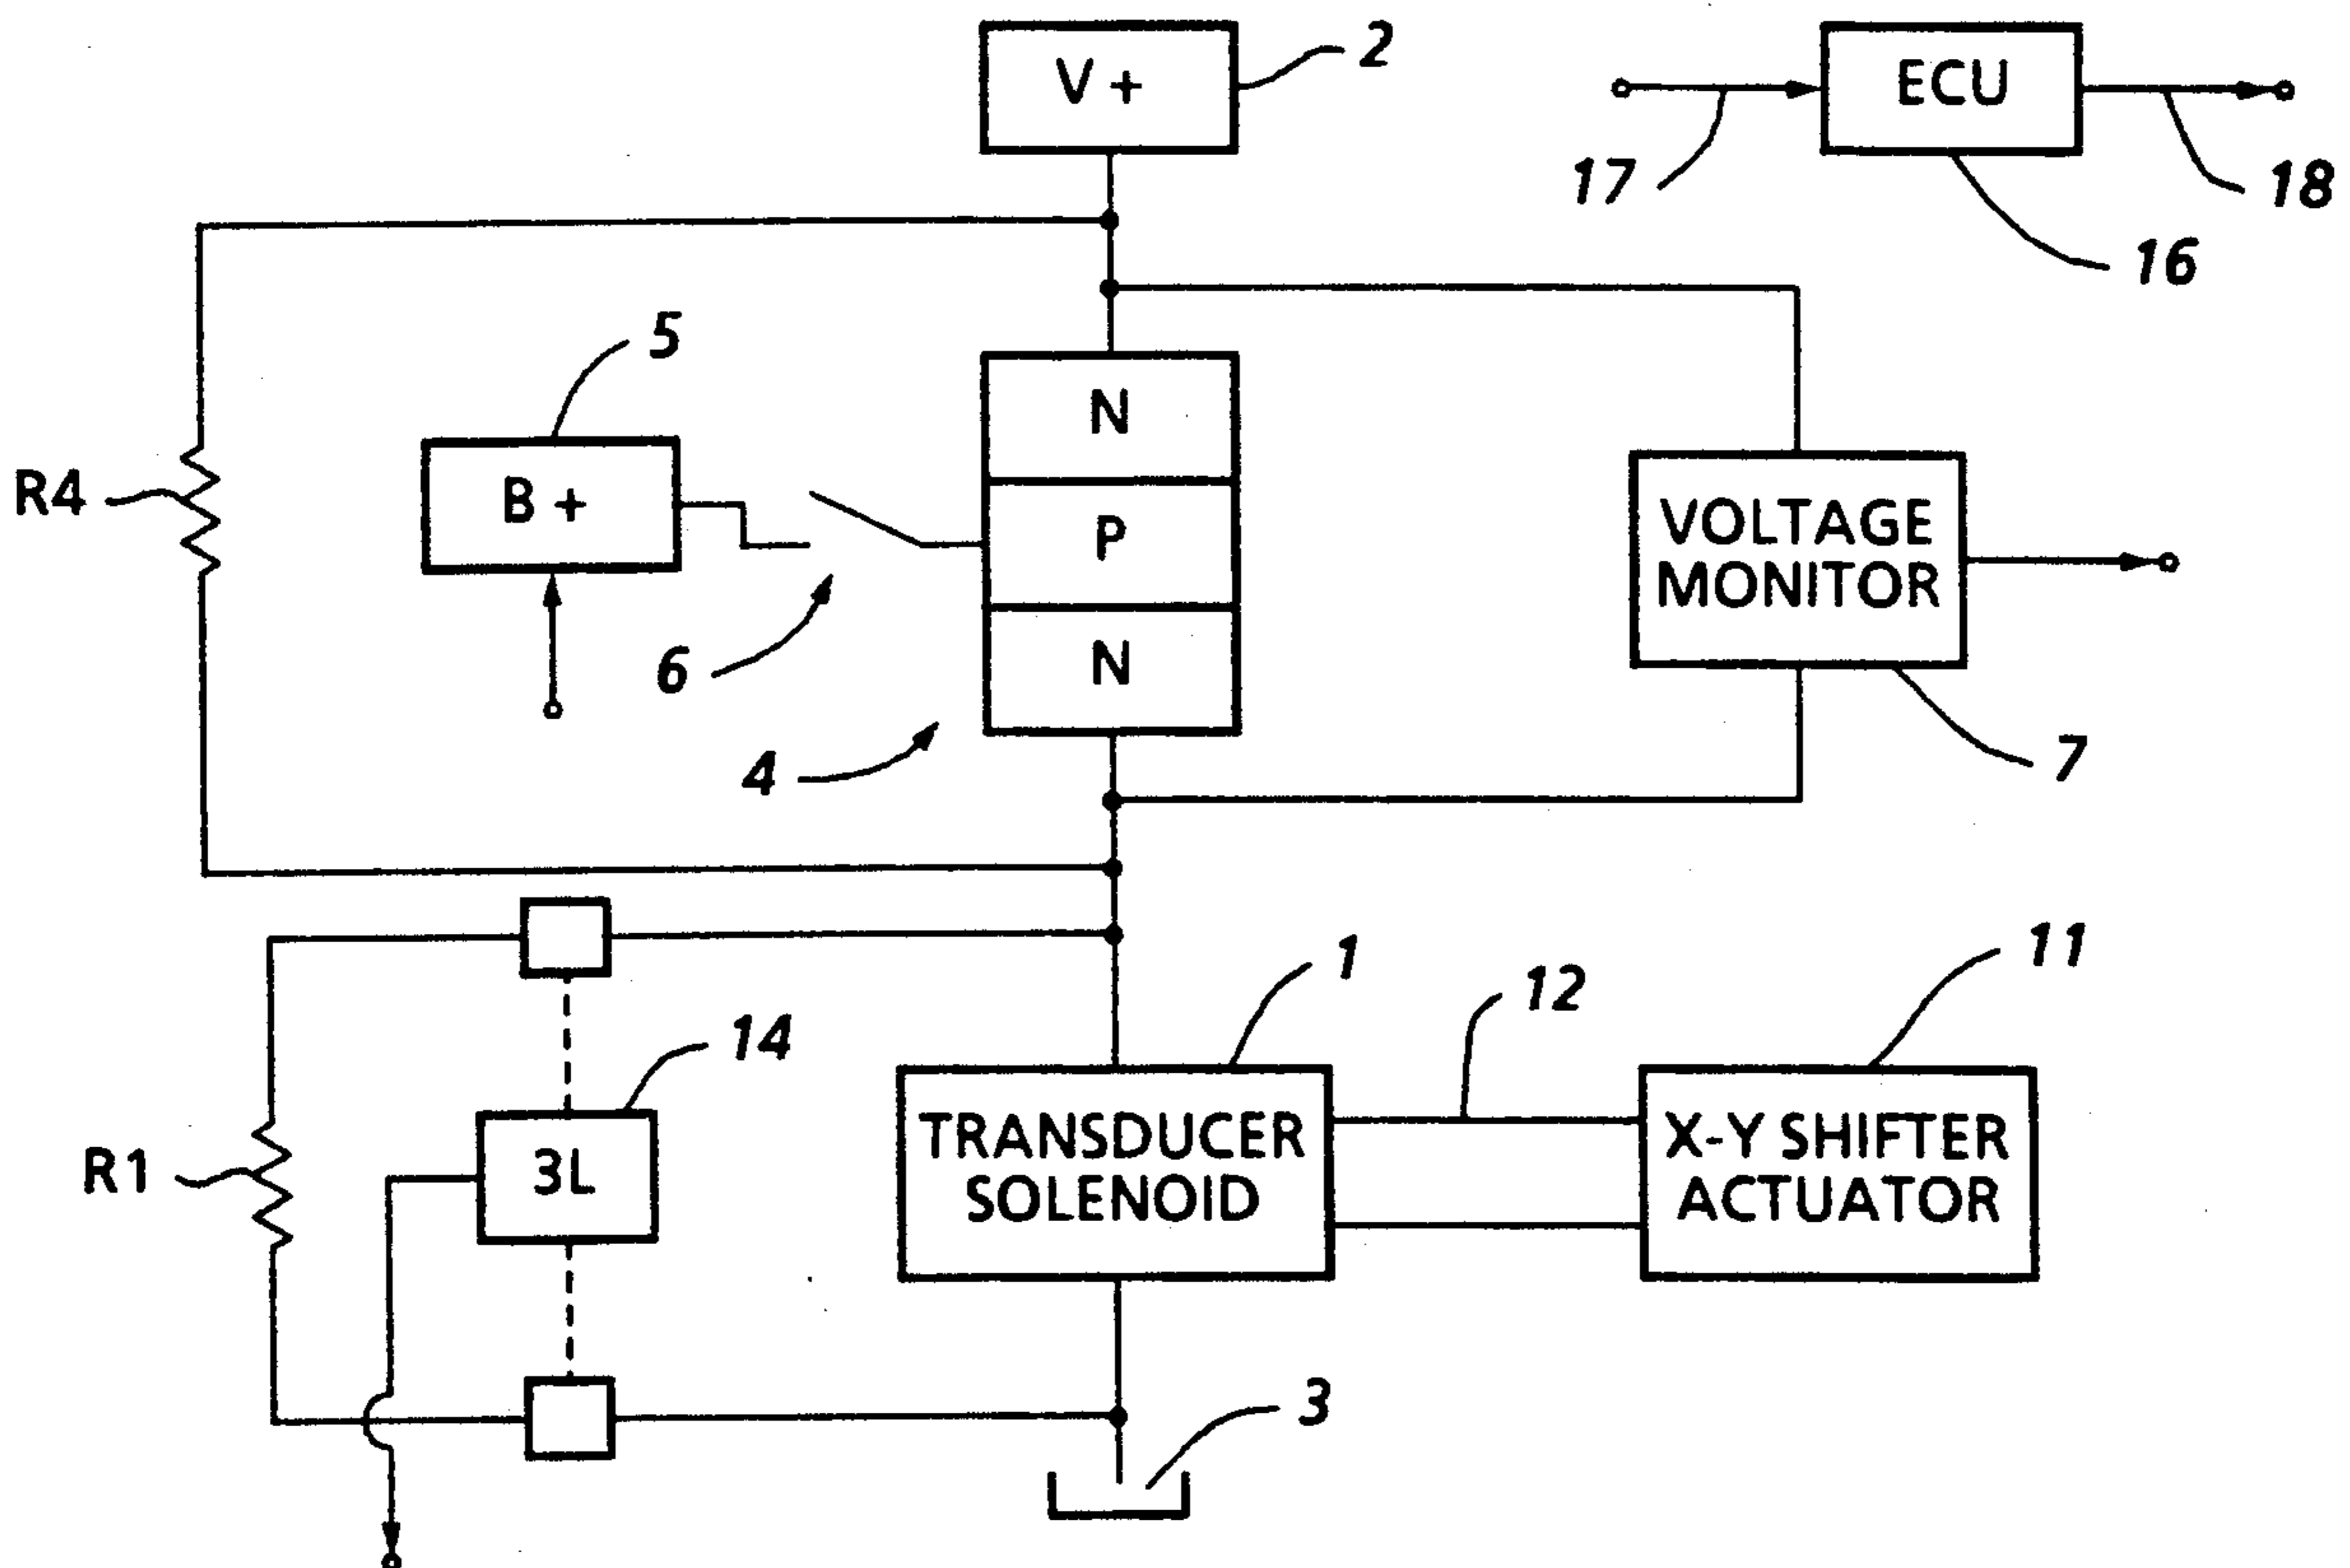 V +
2
ECU
17
18
16
5
N
R4
B +
P
VOLTAGE
MONITOR
6
N
4
7
1
12
11
14
TRANSDUCER
SOLENOID
X-Y SHIFTER
ACTUATOR
R1
3L
3